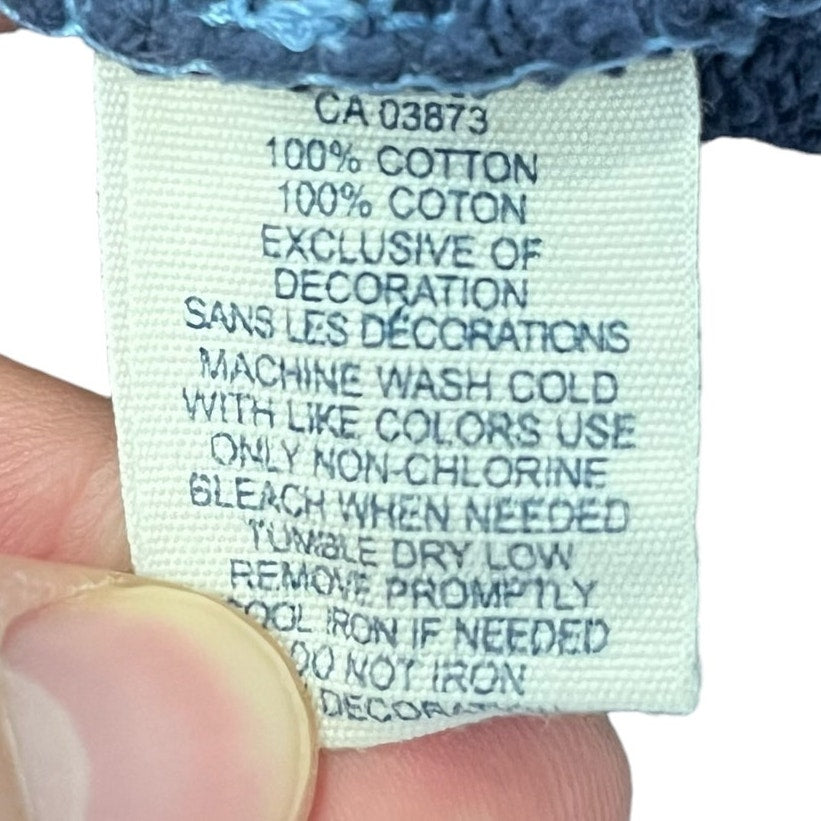 CA 03873
100% COTTON
100% COTON
EXCLUSIVE OF
DECORATION
SANS LES DÉCORATIONS
MACHINE WASH COLD
WITH LIKE COLORS USE
ONLY NON-CHLORINE
BLEACH WHEN NEEDED
TUMBLE DRY LOW
REMOVE PROMPTLY
COOL IRON IF NEEDED
DO NOT IRON
DECORATION